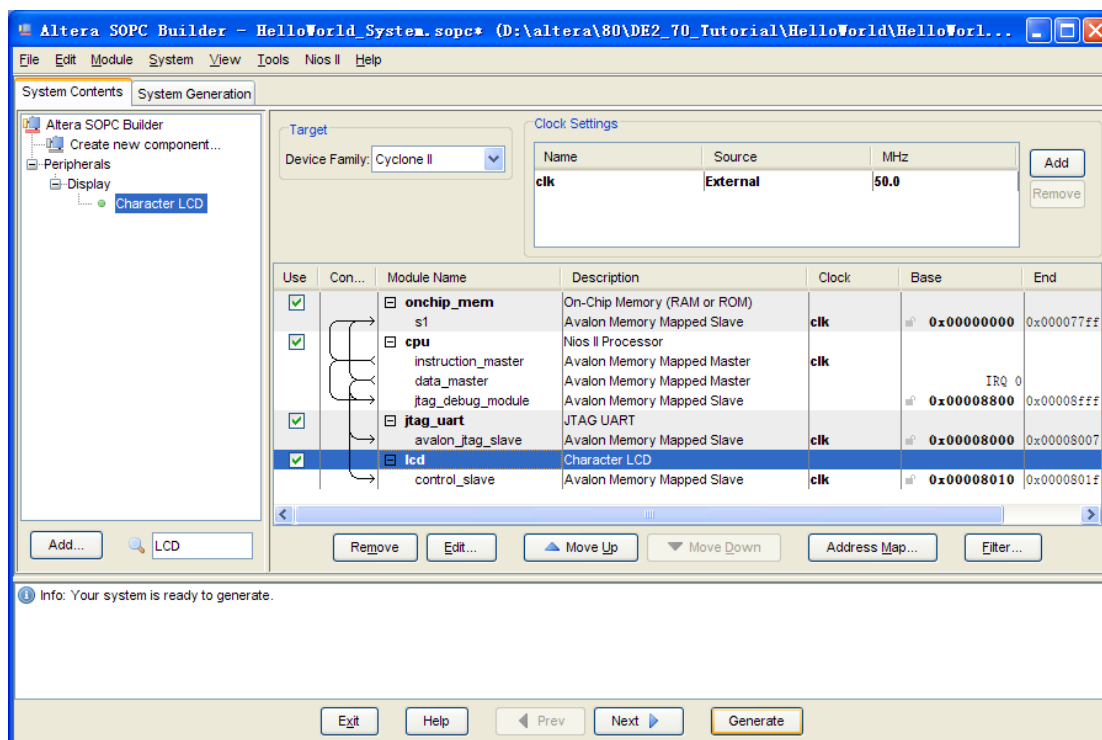 Altera SOPC Builder - HelloWorld_System.sopc* (D:\altera\80\DE2_70_Tutorial\HelloWorld\HelloWorl...
File Edit Module System View Tools Nios II Help
System Contents System Generation
Altera SOPC Builder
Create new component...
Peripherals
Display
Character LCD
Target
Device Family: Cyclone II
Clock Settings
Name Source MHz
clk External 50.0
Add
Remove
Use Con... Module Name Description Clock Base End
onchip_mem On-Chip Memory (RAM or ROM)
s1 Avalon Memory Mapped Slave clk 0x00000000 0x000077ff
cpu Nios II Processor
instruction_master Avalon Memory Mapped Master clk
data_master Avalon Memory Mapped Master IRQ 0
jtag_debug_module Avalon Memory Mapped Slave 0x00008800 0x00008fff
jtag_uart JTAG UART
avalon_jtag_slave Avalon Memory Mapped Slave clk 0x00008000 0x00008007
lcd Character LCD
control_slave Avalon Memory Mapped Slave clk 0x00008010 0x0000801f
Add... LCD
Remove Edit... Move Up Move Down Address Map... Filter...
Info: Your system is ready to generate.
Exit Help Prev Next Generate